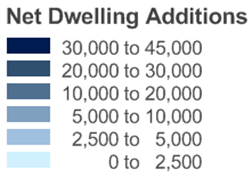 Net Dwelling Additions
30,000 to 45,000
20,000 to 30,000
10,000 to 20,000
5,000 to 10,000
2,500 to 5,000
0 to 2,500